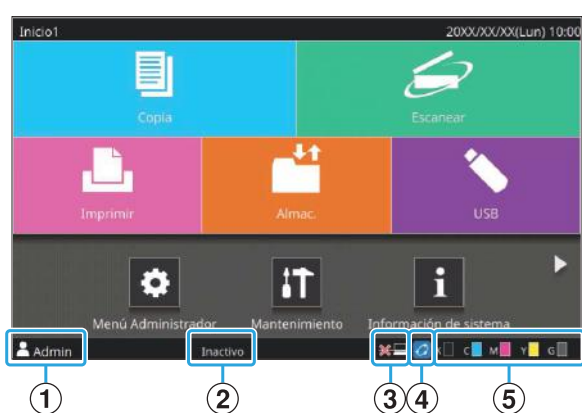 Inicio1 20XX/XX/XX(Lun) 10:00
Copia Escanear
Imprimir Almac. USB
Menú Administrador Mantenimiento Información de sistema
Admin Inactivo K C M Y G
1 2 3 4 5